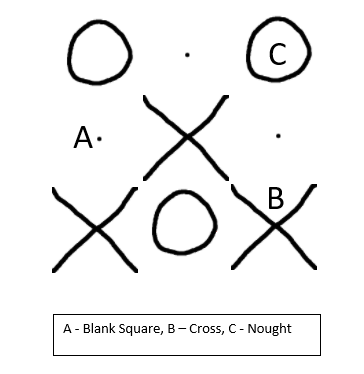 C
A
B
A - Blank Square, B – Cross, C - Nought